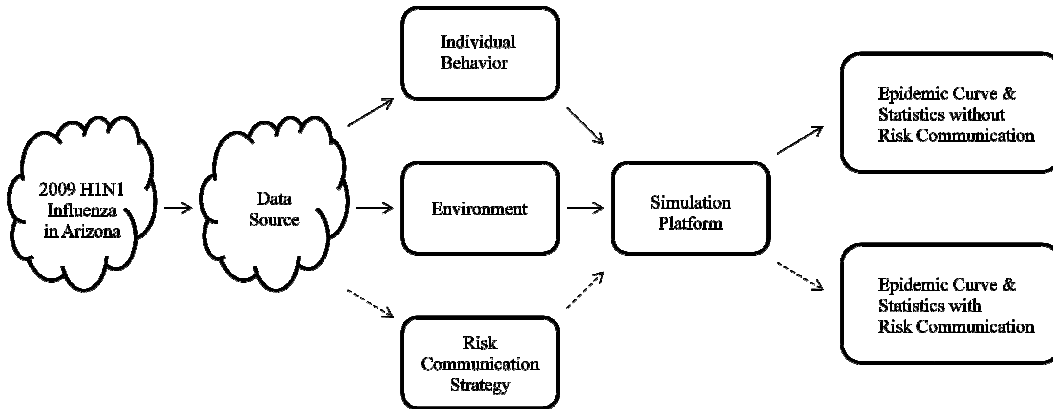 2009 H1N1
Influenza
in Arizona
Data
Source
Individual
Behavior
Environment
Risk
Communication
Strategy
Simulation
Platform
Epidemic Curve &
Statistics without
Risk Communication
Epidemic Curve &
Statistics with
Risk Communication